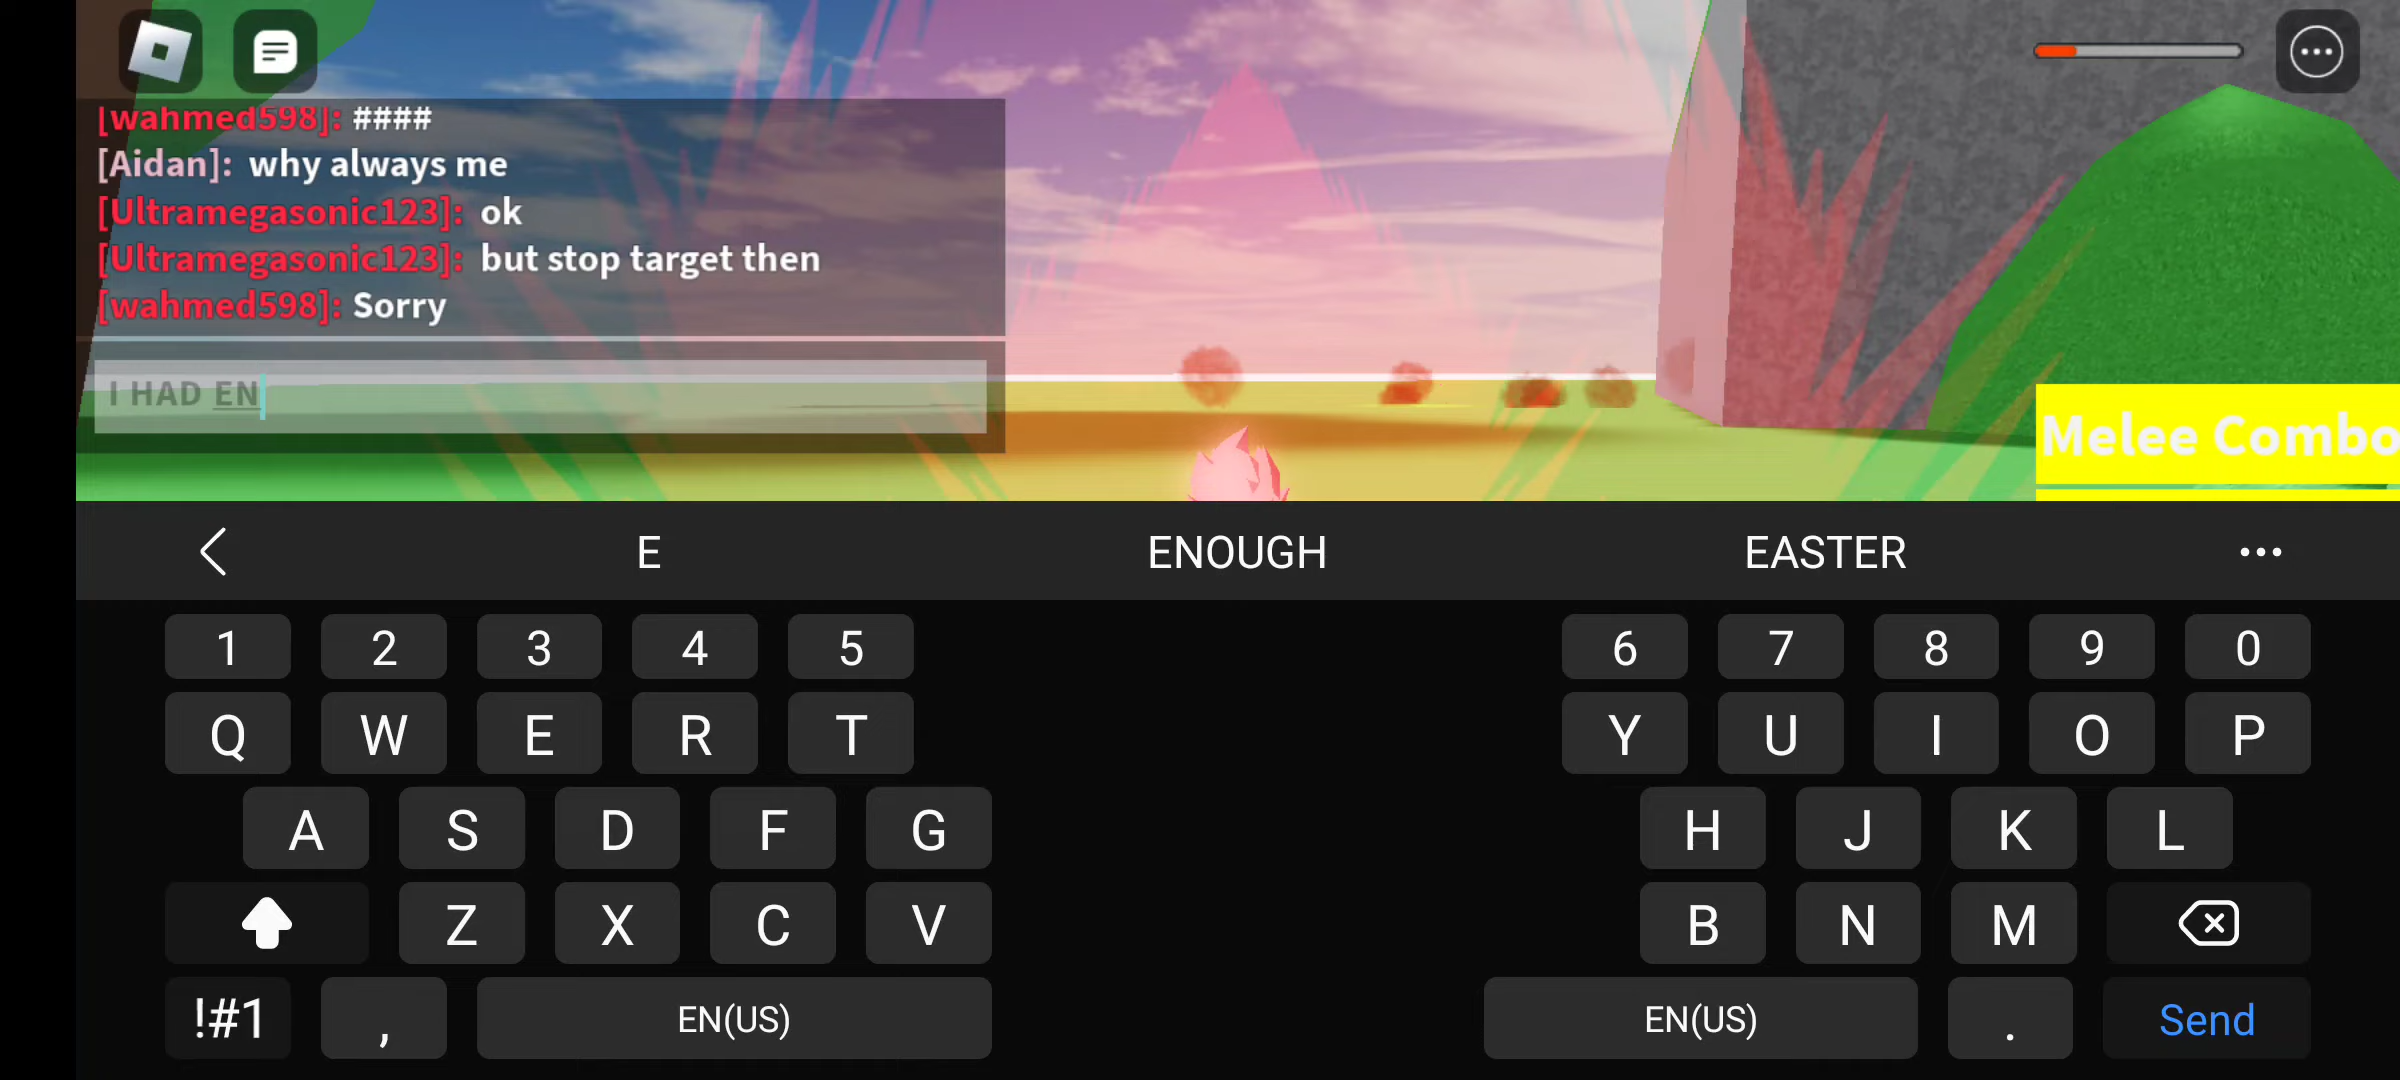 [wahmed598]: ####
[Aidan]: why always me
[Ultramegasonic123]: ok
[Ultramegasonic123]: but stop target then
[wahmed598]: Sorry
I HAD EN
Melee Combo
E ENOUGH EASTER
1 2 3 4 5 6 7 8 9 0
Q W E R T Y U I O P
A S D F G H J K L
Z X C V B N M
!#1 , EN(US) EN(US) . Send